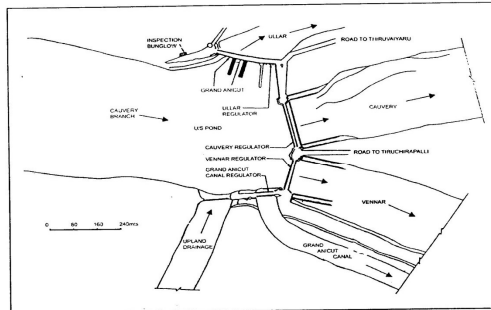 ULLAR
INSPECTION
BUNGLOW
ROAD TO THIRUVAIYARU
GRAND ANICUT
ULLAR
REGULATOR
CAUVERY
CAUVERY
BRANCH
U/S POND
CAUVERY REGULATOR
VENNAR REGULATOR
ROAD TO TIRUCHIRAPALLI
GRAND ANICUT
CANAL REGULATOR
VENNAR
0 80 160 240mts
UPLAND
DRAINAGE
GRAND
ANICUT
CANAL